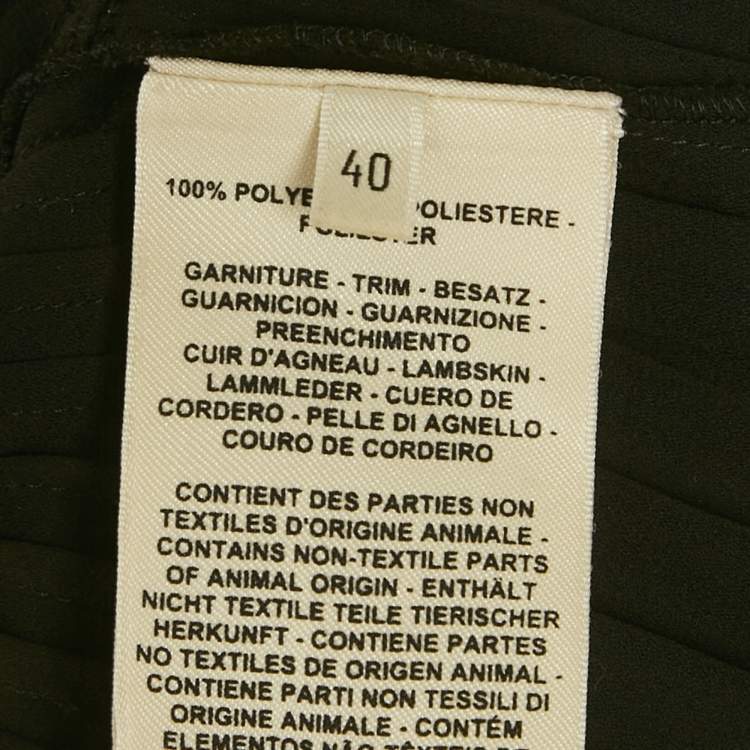 40
100% POLIESTERE -
GARNITURE - TRIM - BESATZ -
GUARNICION - GUARNIZIONE -
PREENCHIMENTO
CUIR D'AGNEAU - LAMBSKIN -
LAMMLEDER - CUERO DE
CORDERO - PELLE DI AGNELLO -
COURO DE CORDEIRO
CONTIENT DES PARTIES NON
TEXTILES D'ORIGINE ANIMALE -
CONTAINS NON-TEXTILE PARTS
OF ANIMAL ORIGIN - ENTHÄLT
NICHT TEXTILE TEILE TIERISCHER
HERKUNFT - CONTIENE PARTES
NO TEXTILES DE ORIGEN ANIMAL -
CONTIENE PARTI NON TESSILI DI
ORIGINE ANIMALE - CONTÉM
ELEMENTOS NÃO